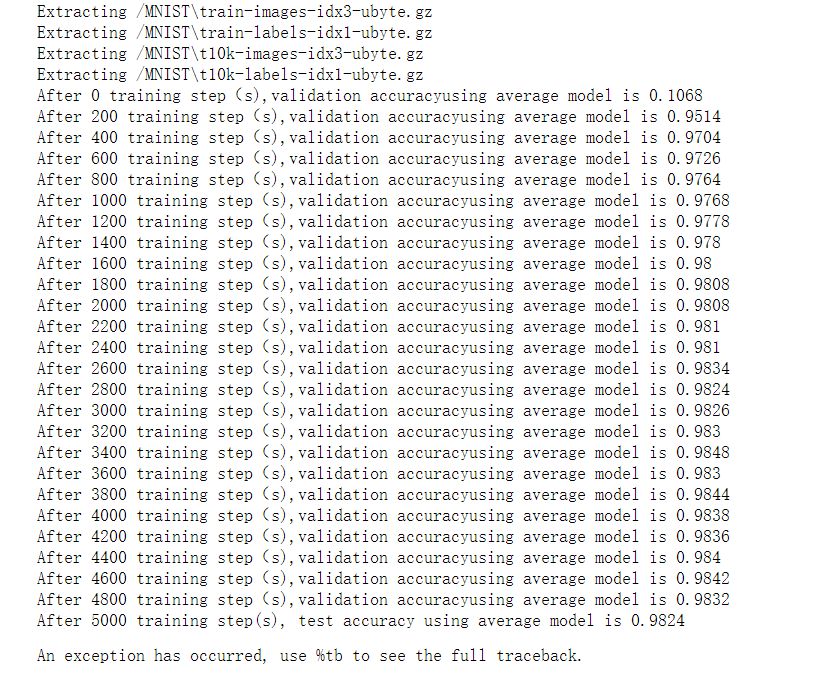 Extracting /MNIST\train-images-idx3-ubyte.gz
Extracting /MNIST\train-labels-idx1-ubyte.gz
Extracting /MNIST\t10k-images-idx3-ubyte.gz
Extracting /MNIST\t10k-labels-idx1-ubyte.gz
After 0 training step (s),validation accuracyusing average model is 0.1068
After 200 training step (s),validation accuracyusing average model is 0.9514
After 400 training step (s),validation accuracyusing average model is 0.9704
After 600 training step (s),validation accuracyusing average model is 0.9726
After 800 training step (s),validation accuracyusing average model is 0.9764
After 1000 training step (s),validation accuracyusing average model is 0.9768
After 1200 training step (s),validation accuracyusing average model is 0.9778
After 1400 training step (s),validation accuracyusing average model is 0.978
After 1600 training step (s),validation accuracyusing average model is 0.98
After 1800 training step (s),validation accuracyusing average model is 0.9808
After 2000 training step (s),validation accuracyusing average model is 0.9808
After 2200 training step (s),validation accuracyusing average model is 0.981
After 2400 training step (s),validation accuracyusing average model is 0.981
After 2600 training step (s),validation accuracyusing average model is 0.9834
After 2800 training step (s),validation accuracyusing average model is 0.9824
After 3000 training step (s),validation accuracyusing average model is 0.9826
After 3200 training step (s),validation accuracyusing average model is 0.983
After 3400 training step (s),validation accuracyusing average model is 0.9848
After 3600 training step (s),validation accuracyusing average model is 0.983
After 3800 training step (s),validation accuracyusing average model is 0.9844
After 4000 training step (s),validation accuracyusing average model is 0.9838
After 4200 training step (s),validation accuracyusing average model is 0.9836
After 4400 training step (s),validation accuracyusing average model is 0.984
After 4600 training step (s),validation accuracyusing average model is 0.9842
After 4800 training step (s),validation accuracyusing average model is 0.9832
After 5000 training step(s), test accuracy using average model is 0.9824
An exception has occurred, use %tb to see the full traceback.